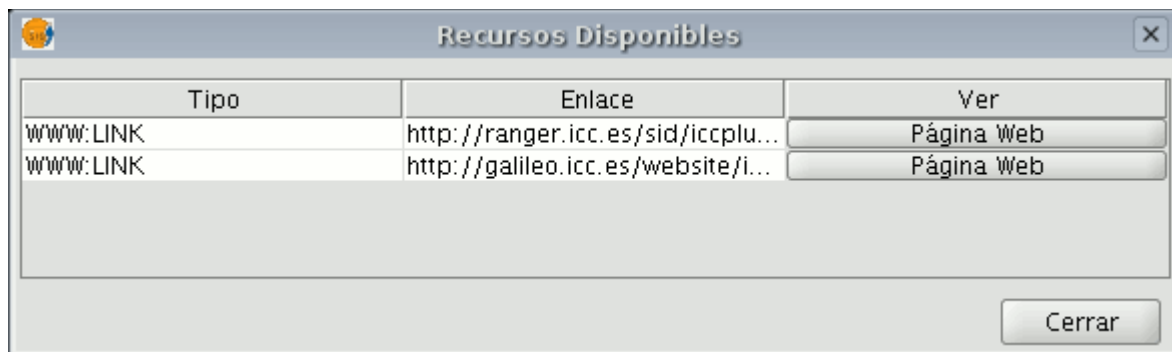 Recursos Disponibles
Tipo Enlace Ver
WWW:LINK http://ranger.icc.es/sid/iccplu... Página Web
WWW:LINK http://galileo.icc.es/website/i... Página Web
Cerrar